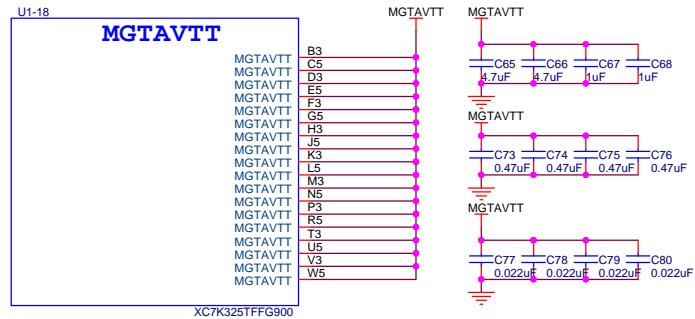 U1-18
MGTAVTT
MGTAVTT B3
MGTAVTT C5
MGTAVTT D3
MGTAVTT E5
MGTAVTT F3
MGTAVTT G5
MGTAVTT H3
MGTAVTT J5
MGTAVTT K3
MGTAVTT L5
MGTAVTT M3
MGTAVTT N5
MGTAVTT P3
MGTAVTT R5
MGTAVTT T3
MGTAVTT U5
MGTAVTT V3
MGTAVTT W5
XC7K325TFFG900
MGTAVTT
MGTAVTT
C65 C66 C67 C68
4.7uF 4.7uF 1uF 1uF
MGTAVTT
C73 C74 C75 C76
0.47uF 0.47uF 0.47uF 0.47uF
MGTAVTT
C77 C78 C79 C80
0.022uF 0.022uF 0.022uF 0.022uF